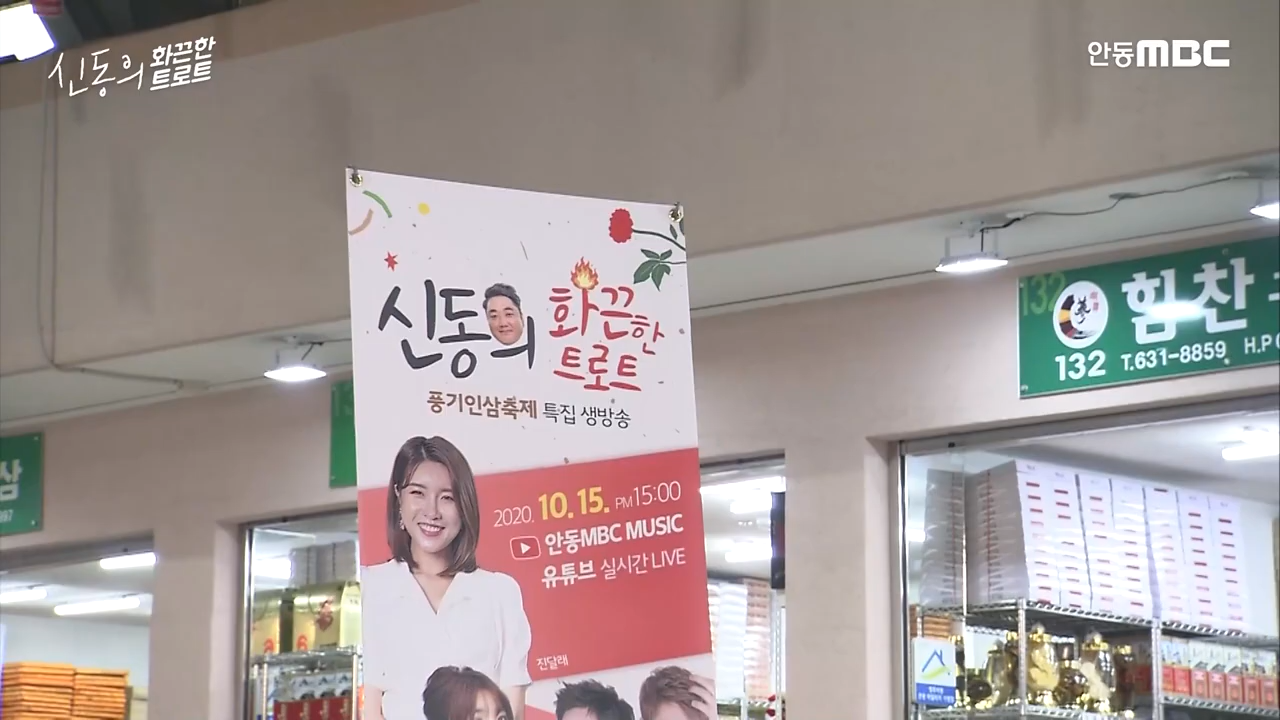 신동의 화끈한 트로트
안동MBC
신동의 화끈한 트로트
풍기인삼축제 특집 생방송
2020. 10. 15. PM 15:00
안동MBC MUSIC
유튜브 실시간 LIVE
진달래
132
힘찬
132 T.631-8859 H.P
삼